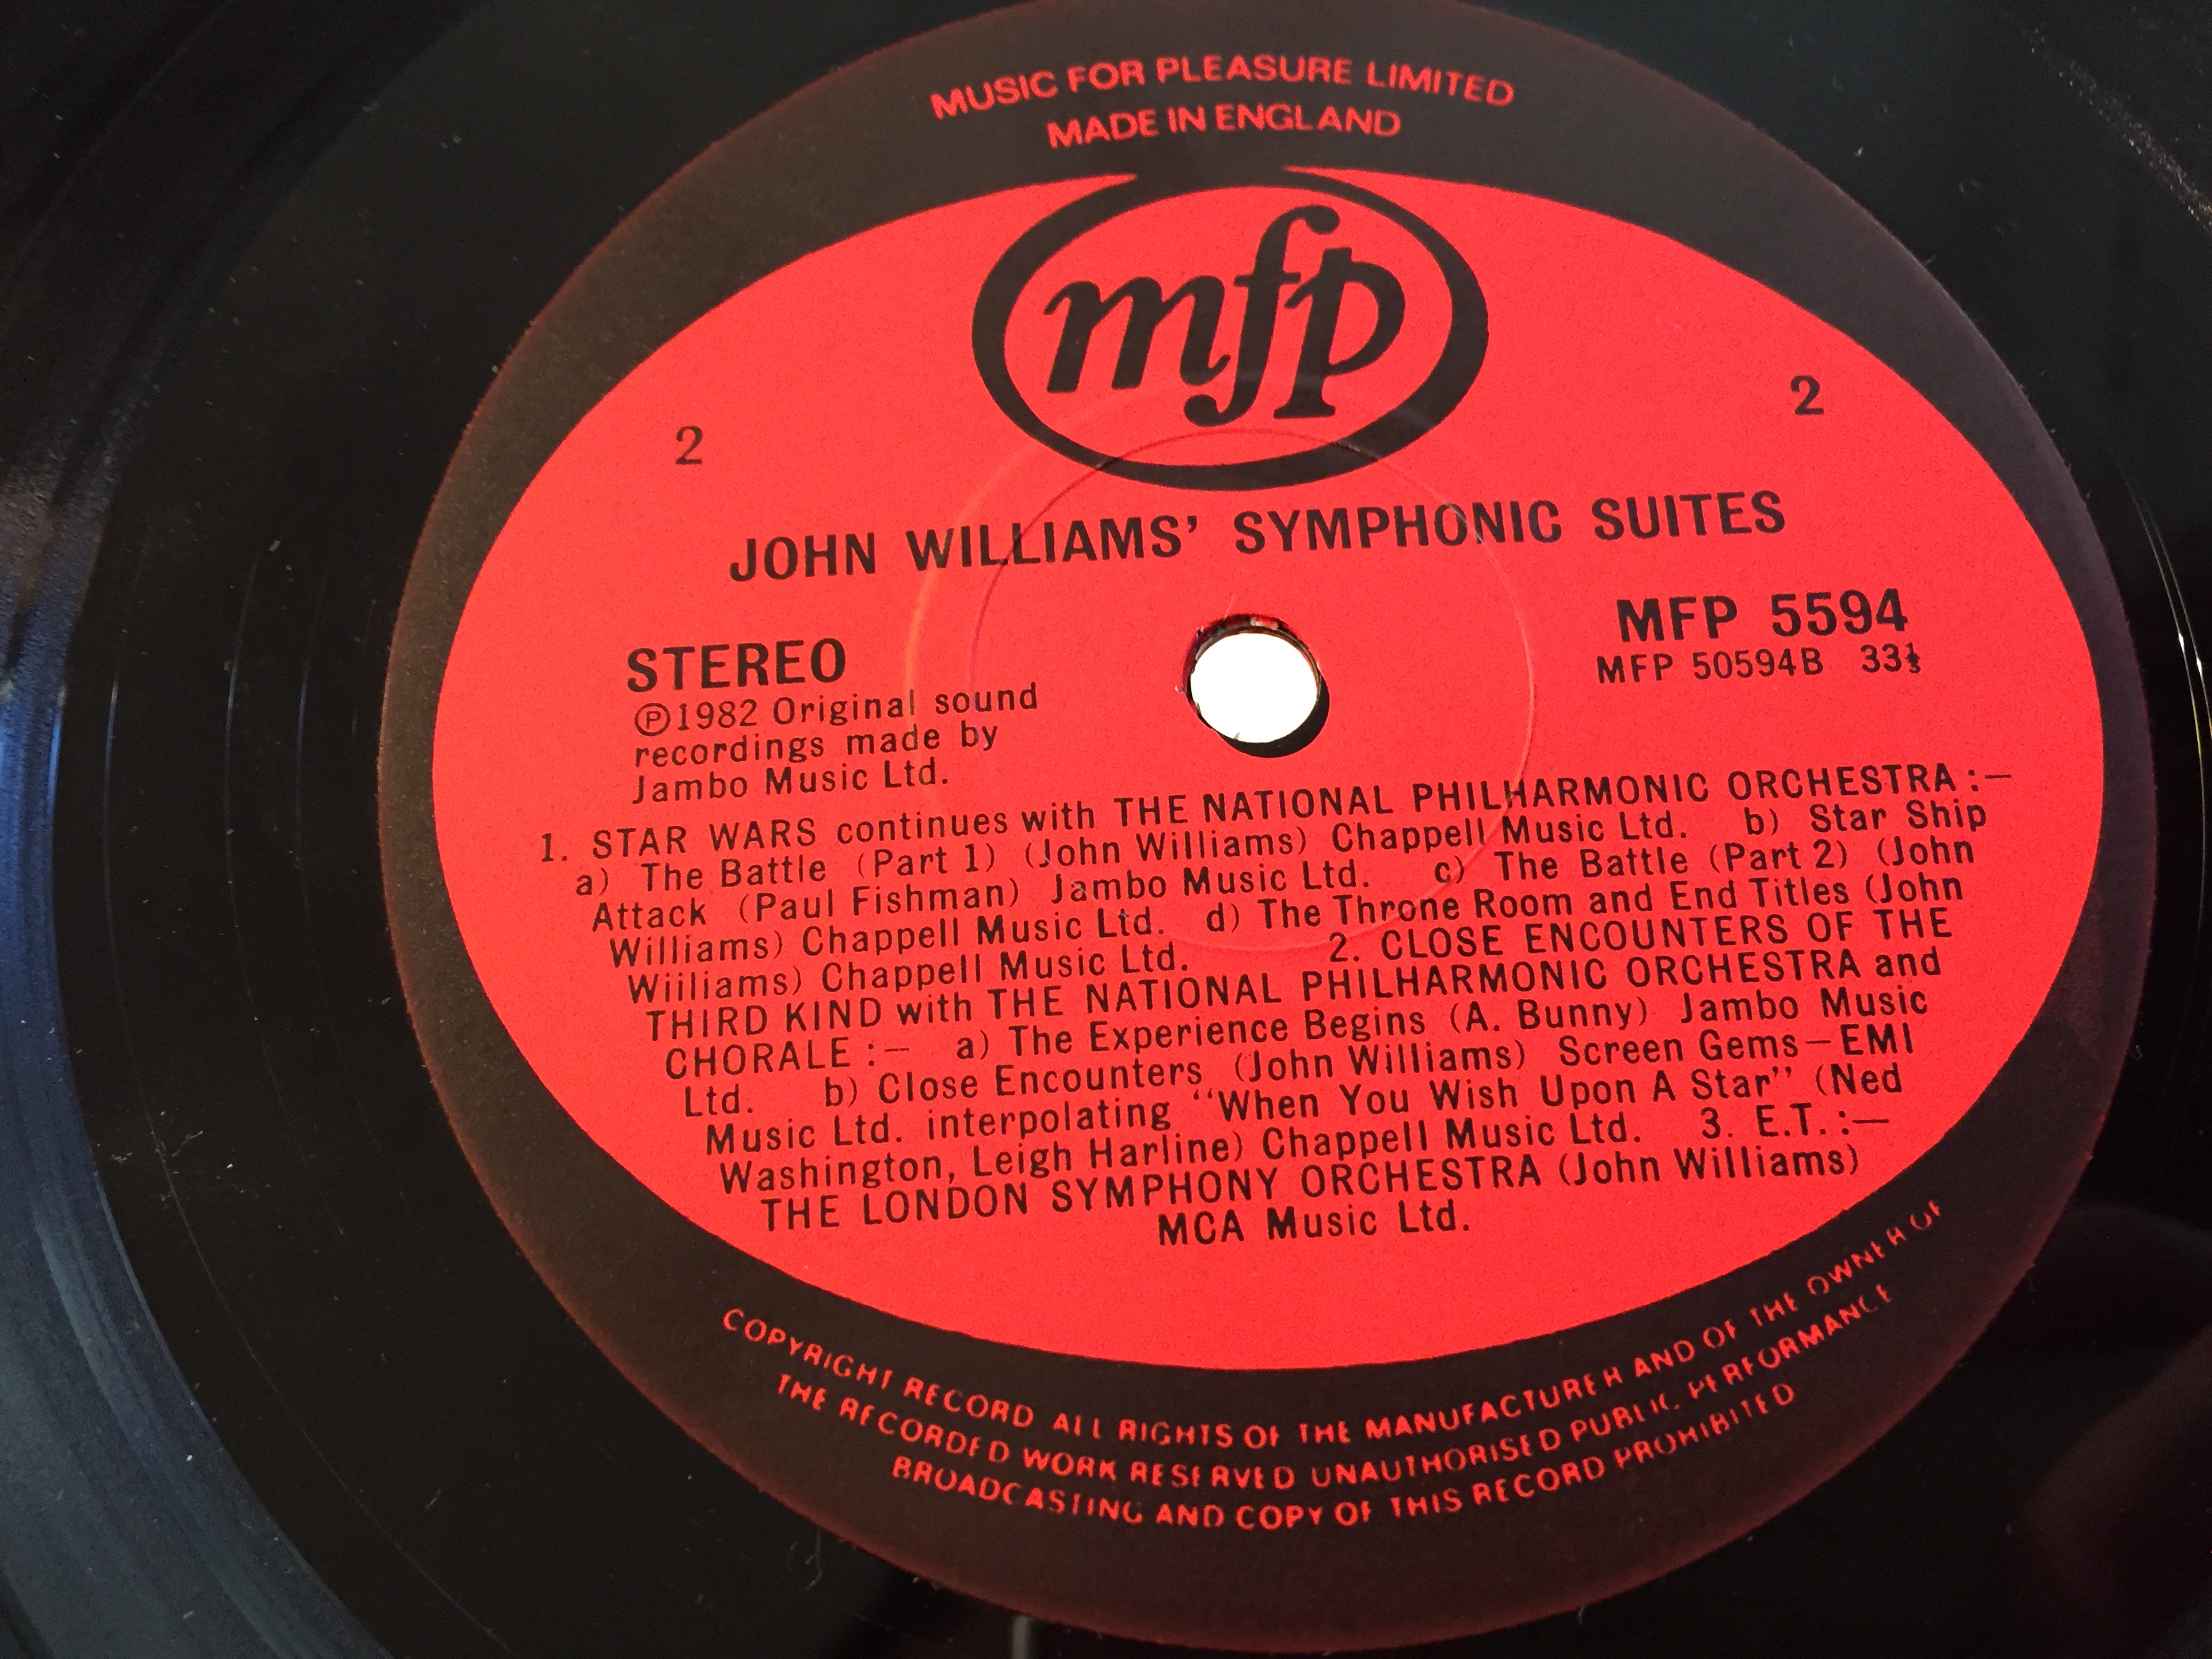 MUSIC FOR PLEASURE LIMITED
MADE IN ENGLAND
mfp
2
2
JOHN WILLIAMS' SYMPHONIC SUITES
STEREO
MFP 5594
MFP 50594B 33⅓
Ⓟ1982 Original sound
recordings made by
Jambo Music Ltd.
1. STAR WARS continues with THE NATIONAL PHILHARMONIC ORCHESTRA :—
a) The Battle (Part 1) (John Williams) Chappell Music Ltd. b) Star Ship
Attack (Paul Fishman) Jambo Music Ltd. c) The Battle (Part 2) (John
Williams) Chappell Music Ltd. d) The Throne Room and End Titles (John
Wiiliams) Chappell Music Ltd. 2. CLOSE ENCOUNTERS OF THE
THIRD KIND with THE NATIONAL PHILHARMONIC ORCHESTRA and
CHORALE :— a) The Experience Begins (A. Bunny) Jambo Music
Ltd. b) Close Encounters (John Williams) Screen Gems—EMI
Music Ltd. interpolating "When You Wish Upon A Star" (Ned
Washington, Leigh Harline) Chappell Music Ltd. 3. E.T. :—
THE LONDON SYMPHONY ORCHESTRA (John Williams)
MCA Music Ltd.
COPYRIGHT RECORD ALL RIGHTS OF THE MANUFACTURER AND OF THE OWNER OF
THE RECORDED WORK RESERVED UNAUTHORISED PUBLIC PERFORMANCE
BROADCASTING AND COPY OF THIS RECORD PROHIBITED